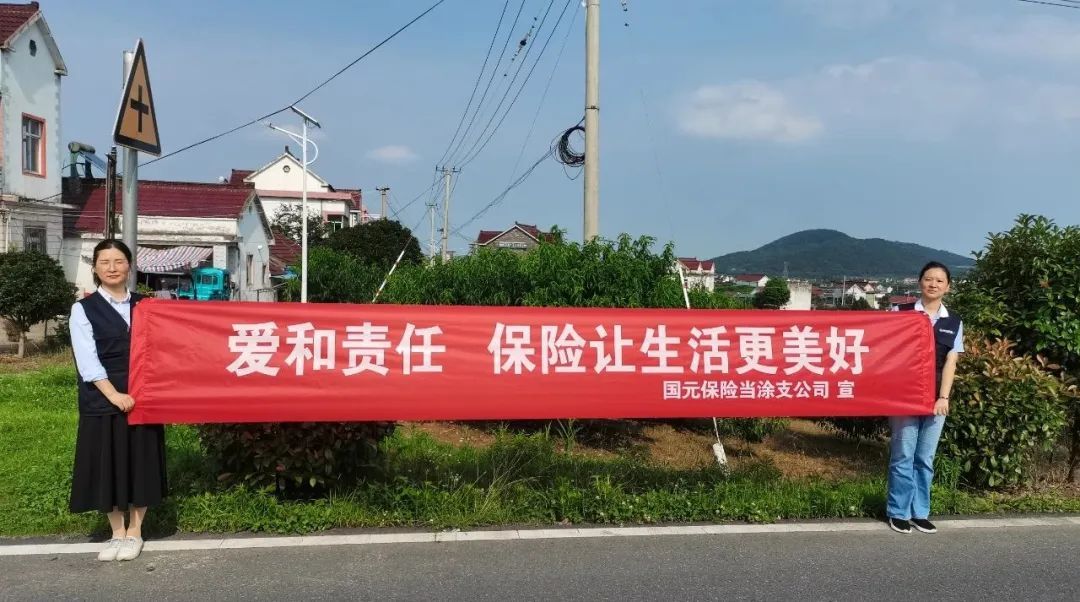 爱和责任 保险让生活更美好
国元保险当涂支公司 宣